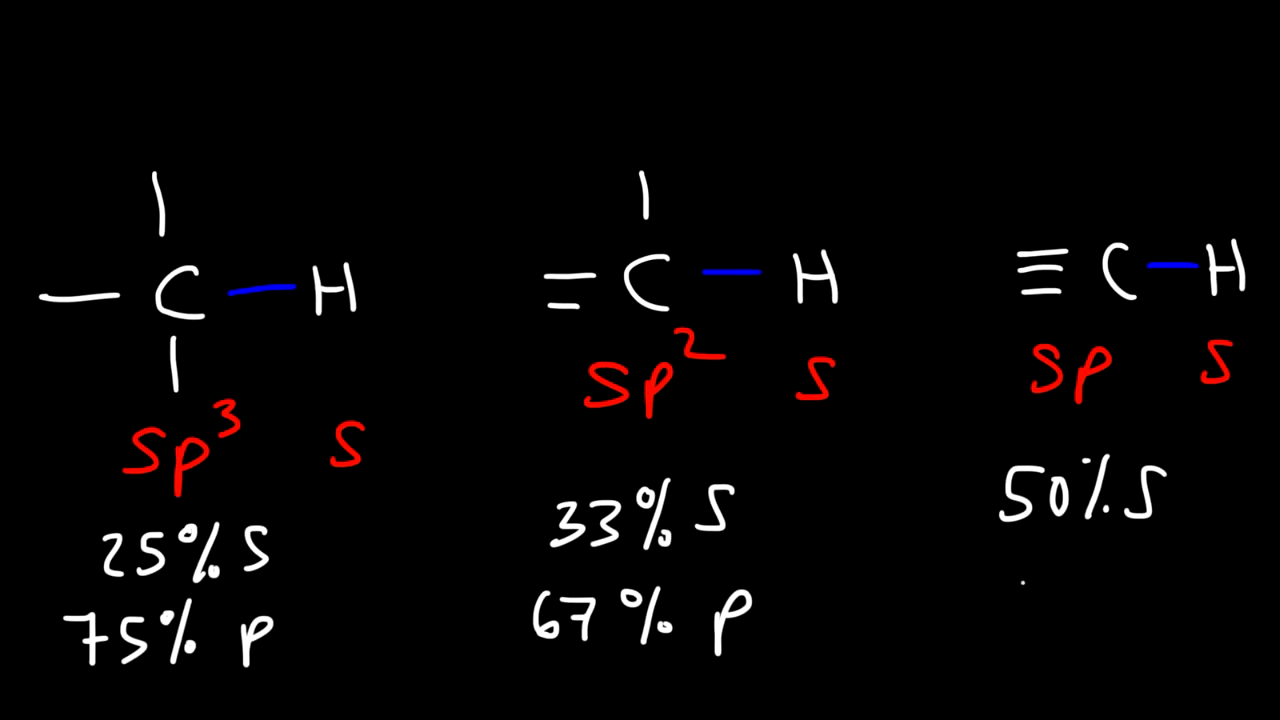 C H
= C H
≡ C H
sp³ s
sp² s
sp s
25% s
75% p
33% s
67% p
50% s